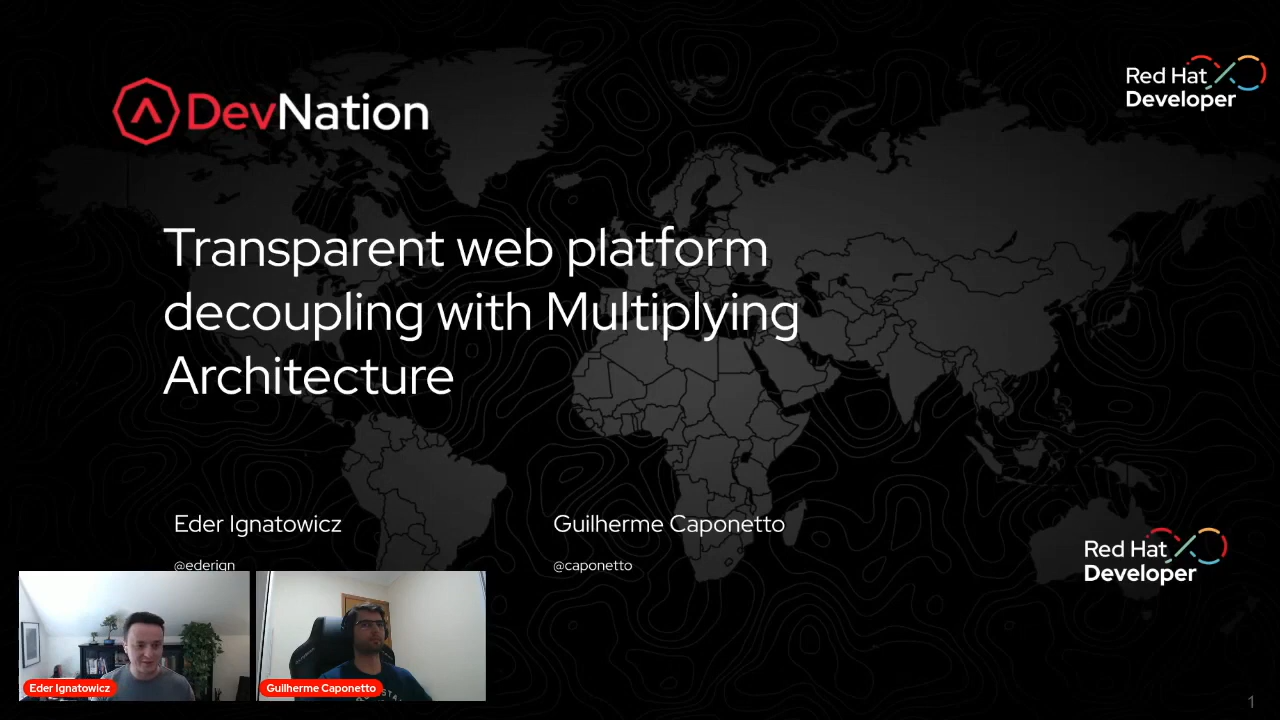 DevNation
Red Hat
Developer
Transparent web platform
decoupling with Multiplying
Architecture
Eder Ignatowicz
Guilherme Caponetto
@ederign
@caponetto
Red Hat
Developer
Eder Ignatowicz
Guilherme Caponetto
1